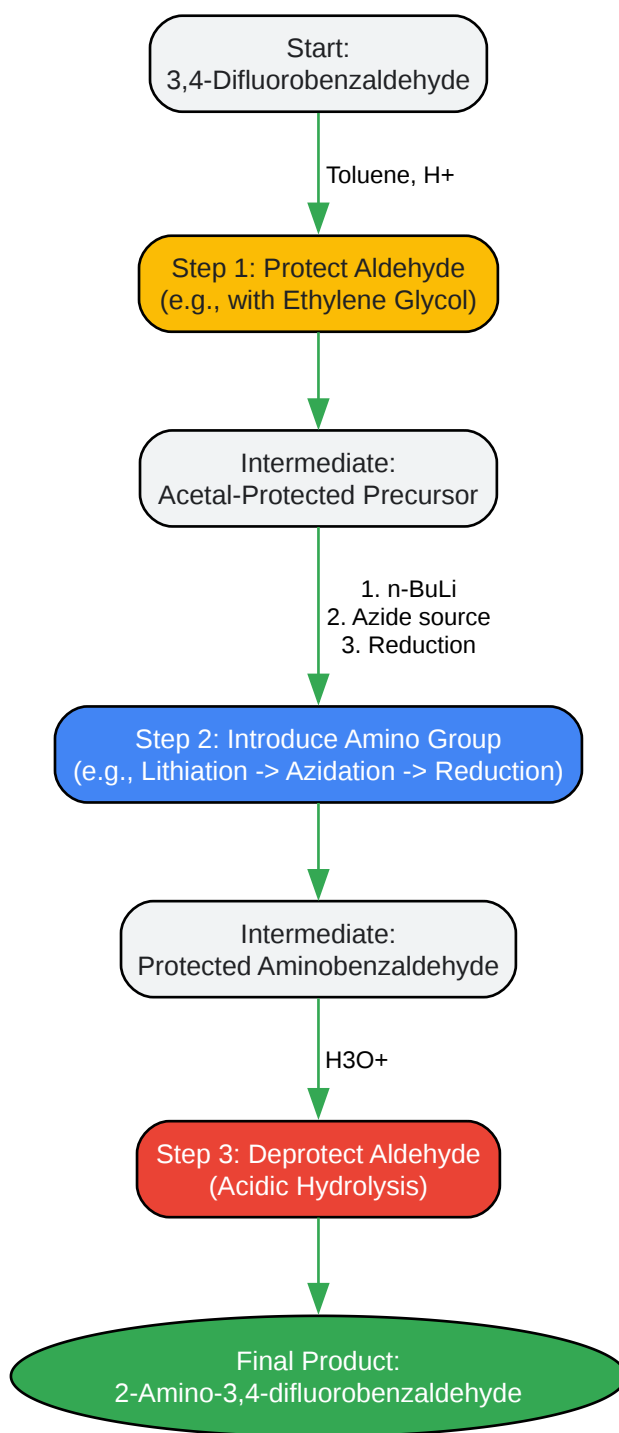 Start:
3,4-Difluorobenzaldehyde
Toluene, H+
Step 1: Protect Aldehyde
(e.g., with Ethylene Glycol)
Intermediate:
Acetal-Protected Precursor
1. n-BuLi
2. Azide source
3. Reduction
Step 2: Introduce Amino Group
(e.g., Lithiation -> Azidation -> Reduction)
Intermediate:
Protected Aminobenzaldehyde
H3O+
Step 3: Deprotect Aldehyde
(Acidic Hydrolysis)
Final Product:
2-Amino-3,4-difluorobenzaldehyde